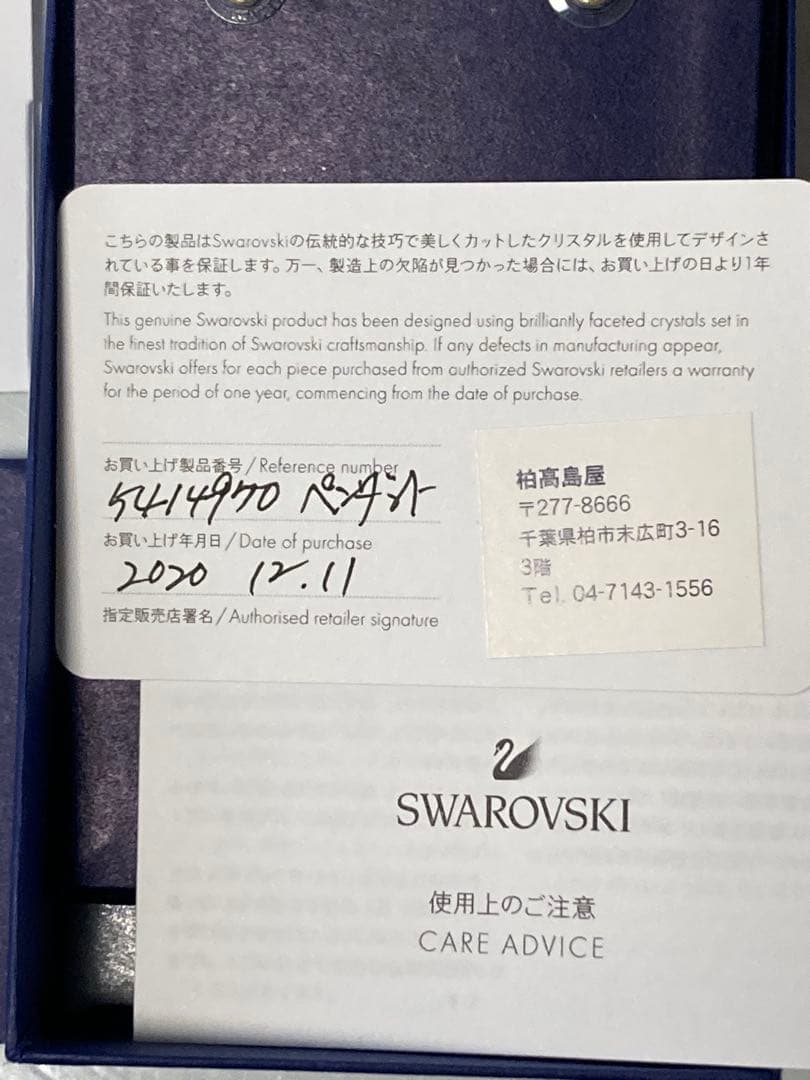 こちらの製品はSwarovskiの伝統的な技巧で美しくカットしたクリスタルを使用してデザインさ
れている事を保証します。万一、製造上の欠陥が見つかった場合には、お買い上げの日より1年
間保証いたします。
This genuine Swarovski product has been designed using brilliantly faceted crystals set in
the finest tradition of Swarovski craftsmanship. If any defects in manufacturing appear,
Swarovski offers for each piece purchased from authorized Swarovski retailers a warranty
for the period of one year, commencing from the date of purchase.
お買い上げ製品番号/Reference number
5414970 ペンダント
お買い上げ年月日/Date of purchase
2020 12.11
指定販売店署名/Authorised retailer signature
柏髙島屋
〒277-8666
千葉県柏市末広町3-16
3階
Tel. 04-7143-1556
SWAROVSKI
使用上のご注意
CARE ADVICE